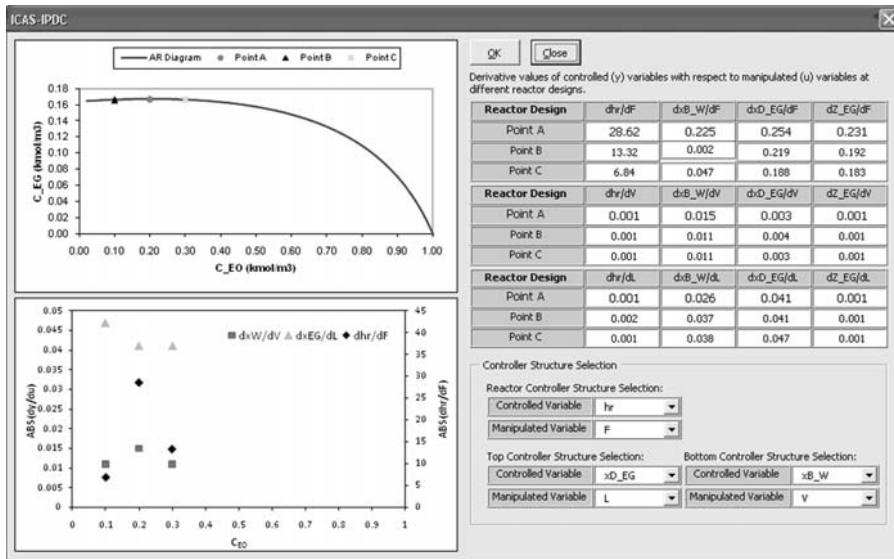 ICAS-IPDC
AR Diagram Point A Point B Point C
C_EG (kmol/m3)
0.18
0.16
0.14
0.12
0.10
0.08
0.06
0.04
0.02
0.00
0.00 0.10 0.20 0.30 0.40 0.50 0.60 0.70 0.80 0.90 1.00
C_EO (kmol/m3)
dxW/dV dxEG/dL dhr/dF
ABS(dy/du)
0.05
0.045
0.04
0.035
0.03
0.025
0.02
0.015
0.01
0.005
0
45
40
35
30
25
20
15
10
5
0
ABS(dhr/dF)
0 0.1 0.2 0.3 0.4 0.5 0.6 0.7 0.8 0.9 1
CEO
OK Close
Derivative values of controlled (y) variables with respect to manipulated (u) variables at
different reactor designs.
Reactor Design dhr/dF dxB_W/dF dxD_EG/dF dZ_EG/dF
Point A 28.62 0.225 0.254 0.231
Point B 13.32 0.002 0.219 0.192
Point C 6.84 0.047 0.188 0.183
Reactor Design dhr/dV dxB_W/dV dxD_EG/dV dZ_EG/dV
Point A 0.001 0.015 0.003 0.001
Point B 0.001 0.011 0.004 0.001
Point C 0.001 0.011 0.003 0.001
Reactor Design dhr/dL dxB_W/dL dxD_EG/dL dZ_EG/dL
Point A 0.001 0.026 0.041 0.001
Point B 0.002 0.037 0.041 0.001
Point C 0.001 0.038 0.047 0.001
Controller Structure Selection
Reactor Controller Structure Selection:
Controlled Variable hr
Manipulated Variable F
Top Controller Structure Selection: Bottom Controller Structure Selection:
Controlled Variable xD_EG Controlled Variable xB_W
Manipulated Variable L Manipulated Variable V